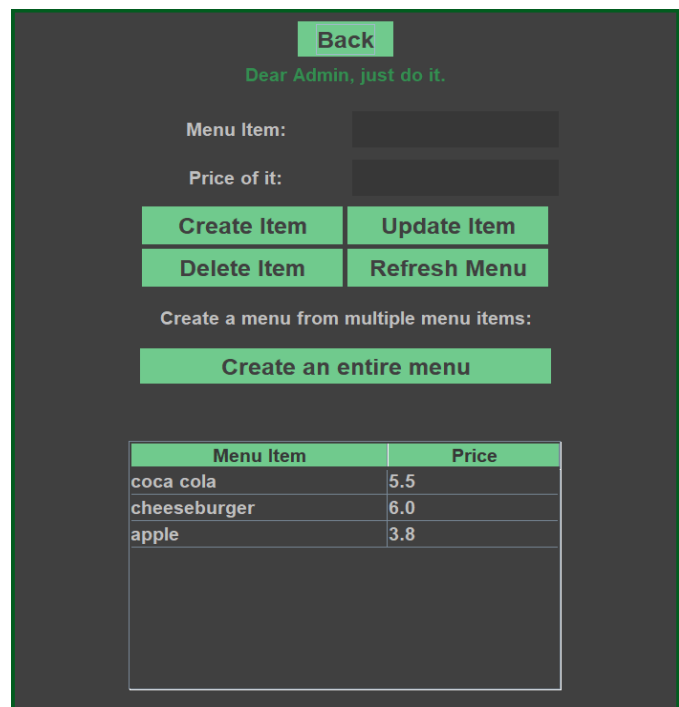 Back
Dear Admin, just do it.
Menu Item:
Price of it:
Create Item Update Item
Delete Item Refresh Menu
Create a menu from multiple menu items:
Create an entire menu
Menu Item Price
coca cola 5.5
cheeseburger 6.0
apple 3.8